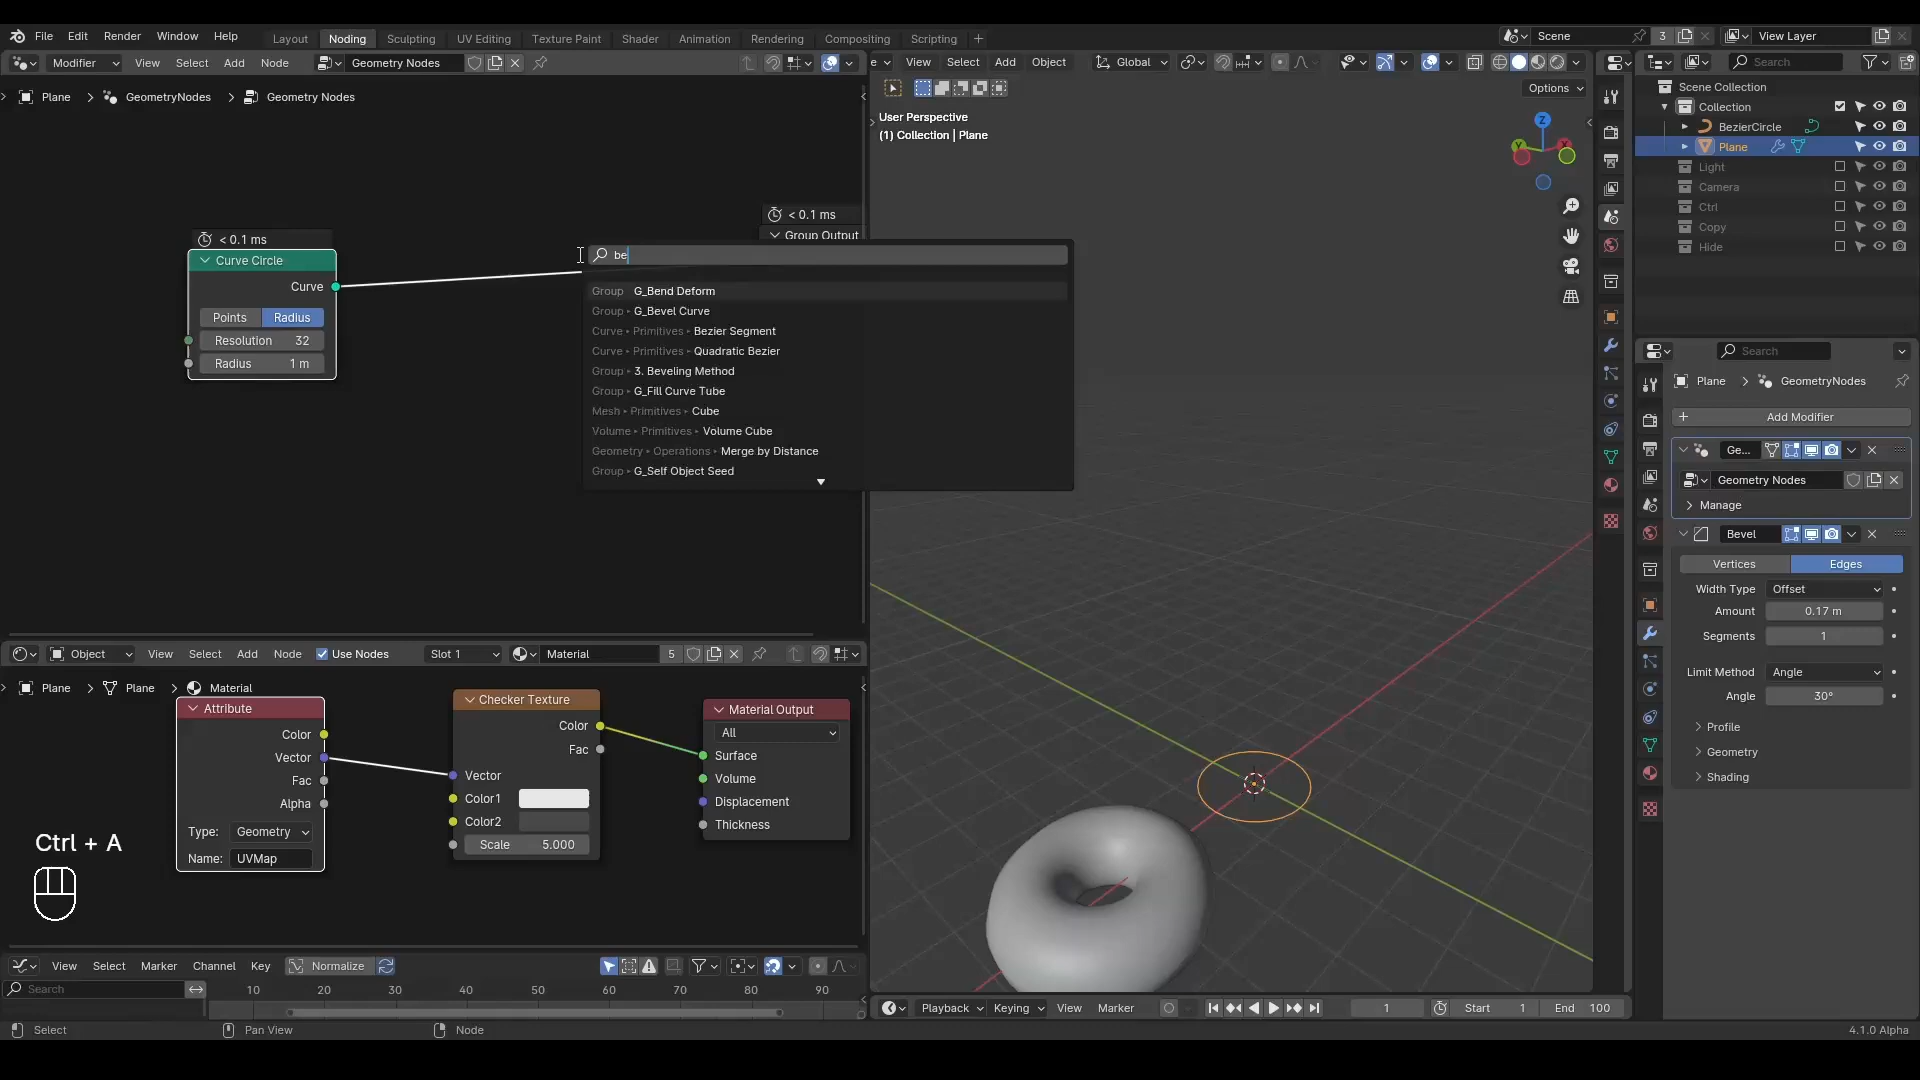 File Edit Render Window Help Layout Noding Sculpting UV Editing Texture Paint Shader Animation Rendering Compositing Scripting +
Scene 3 View Layer
Modifier View Select Add Node Geometry Nodes
View Select Add Object Global
Search
Plane > GeometryNodes > Geometry Nodes
Options
Scene Collection
Collection
BezierCircle
Plane
Light
Camera
Ctrl
Copy
Hide
User Perspective
(1) Collection | Plane
Z
< 0.1 ms
Curve Circle
Curve
Points Radius
Resolution 32
Radius 1 m
< 0.1 ms
Group Output
be
Group ▸ G_Bend Deform
Group ▸ G_Bevel Curve
Curve ▸ Primitives ▸ Bezier Segment
Curve ▸ Primitives ▸ Quadratic Bezier
Group ▸ 3. Beveling Method
Group ▸ G_Fill Curve Tube
Mesh ▸ Primitives ▸ Cube
Volume ▸ Primitives ▸ Volume Cube
Geometry ▸ Operations ▸ Merge by Distance
Group ▸ G_Self Object Seed
Search
Plane > GeometryNodes
Add Modifier
Ge...
Geometry Nodes
Manage
Bevel
Vertices Edges
Width Type Offset
Amount 0.17 m
Segments 1
Limit Method Angle
Angle 30°
Profile
Geometry
Shading
Object View Select Add Node Use Nodes Slot 1 Material 5
Plane > Plane > Material
Attribute
Color
Vector
Fac
Alpha
Type: Geometry
Name: UVMap
Checker Texture
Color
Fac
Vector
Color1
Color2
Scale 5.000
Material Output
All
Surface
Volume
Displacement
Thickness
Ctrl + A
View Select Marker Channel Key Normalize
Search
10 20 30 40 50 60 70 80 90
Playback Keying View Marker 1 Start 1 End 100
Select Pan View Node 4.1.0 Alpha